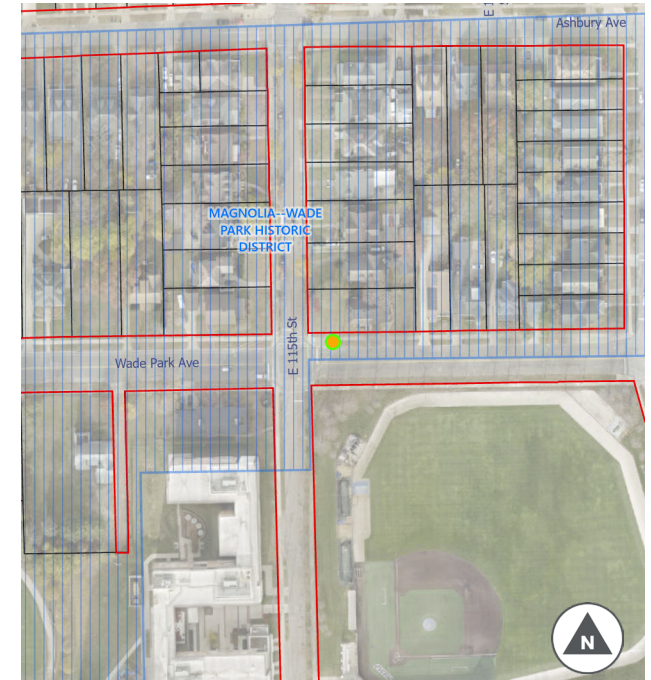 Ashbury Ave
MAGNOLIA--WADE
PARK HISTORIC
DISTRICT
E 115th St
Wade Park Ave
N